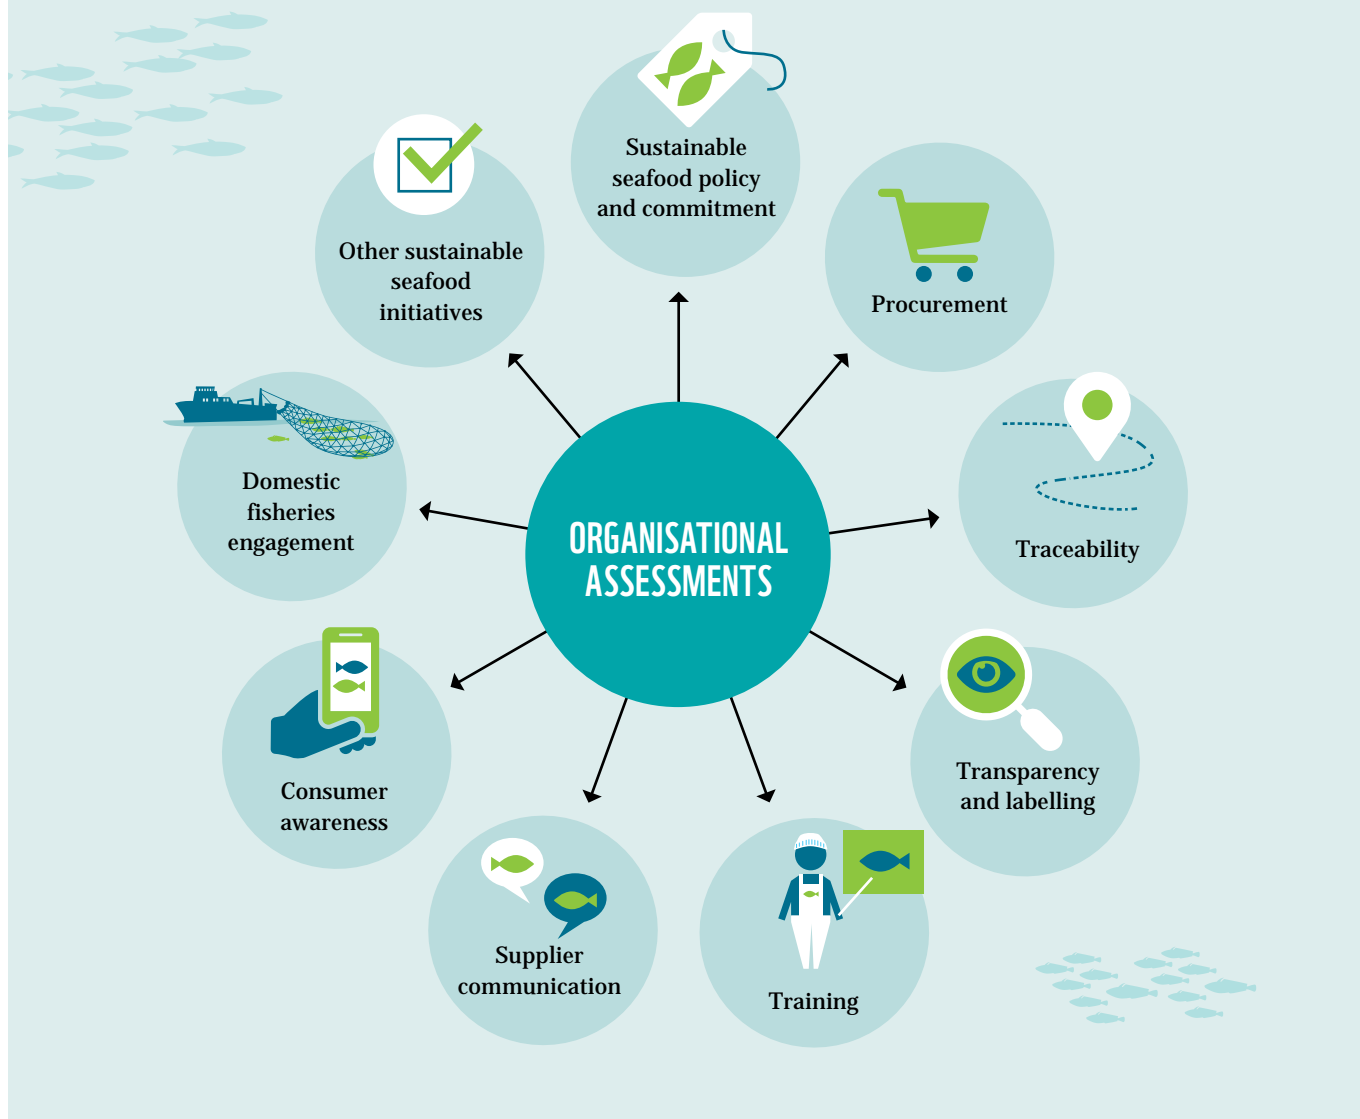 Sustainable
seafood policy
and commitment
Procurement
Traceability
Transparency
and labelling
Training
Supplier
communication
Consumer
awareness
Domestic
fisheries
engagement
Other sustainable
seafood
initiatives
ORGANISATIONAL
ASSESSMENTS